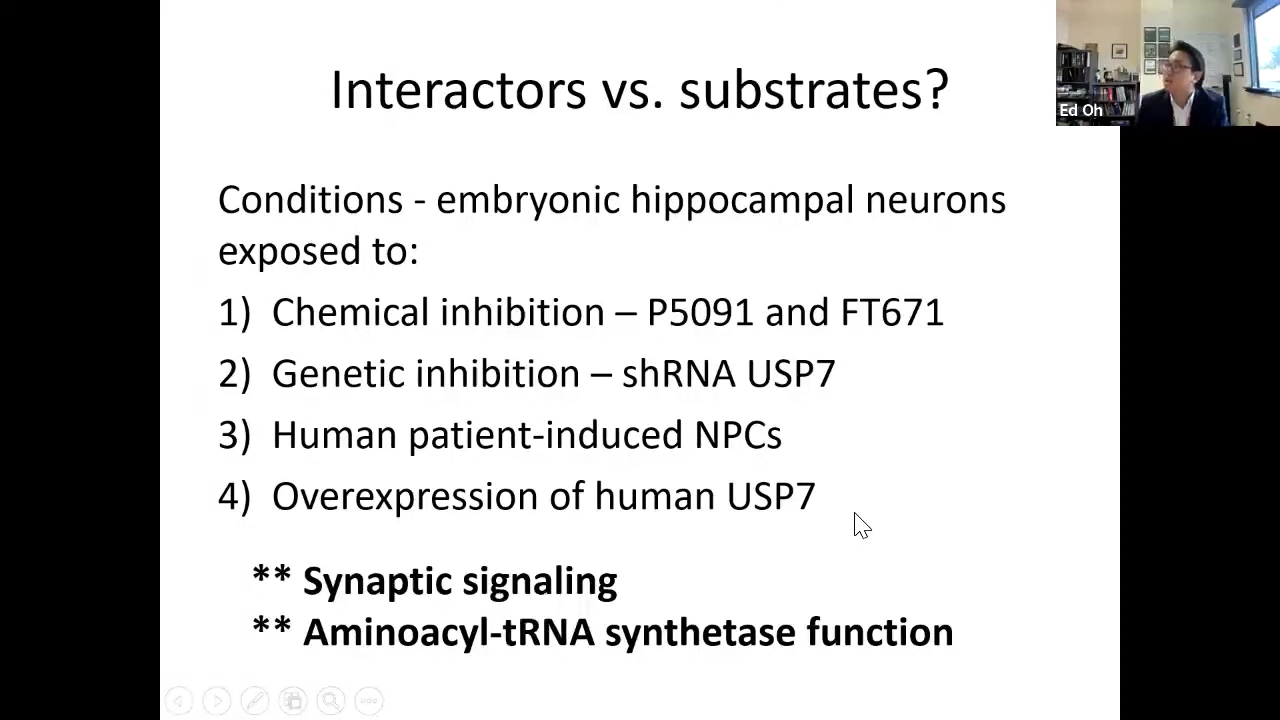 Interactors vs. substrates?
Ed Oh
Conditions - embryonic hippocampal neurons
exposed to:
1) Chemical inhibition – P5091 and FT671
2) Genetic inhibition – shRNA USP7
3) Human patient-induced NPCs
4) Overexpression of human USP7
** Synaptic signaling
** Aminoacyl-tRNA synthetase function